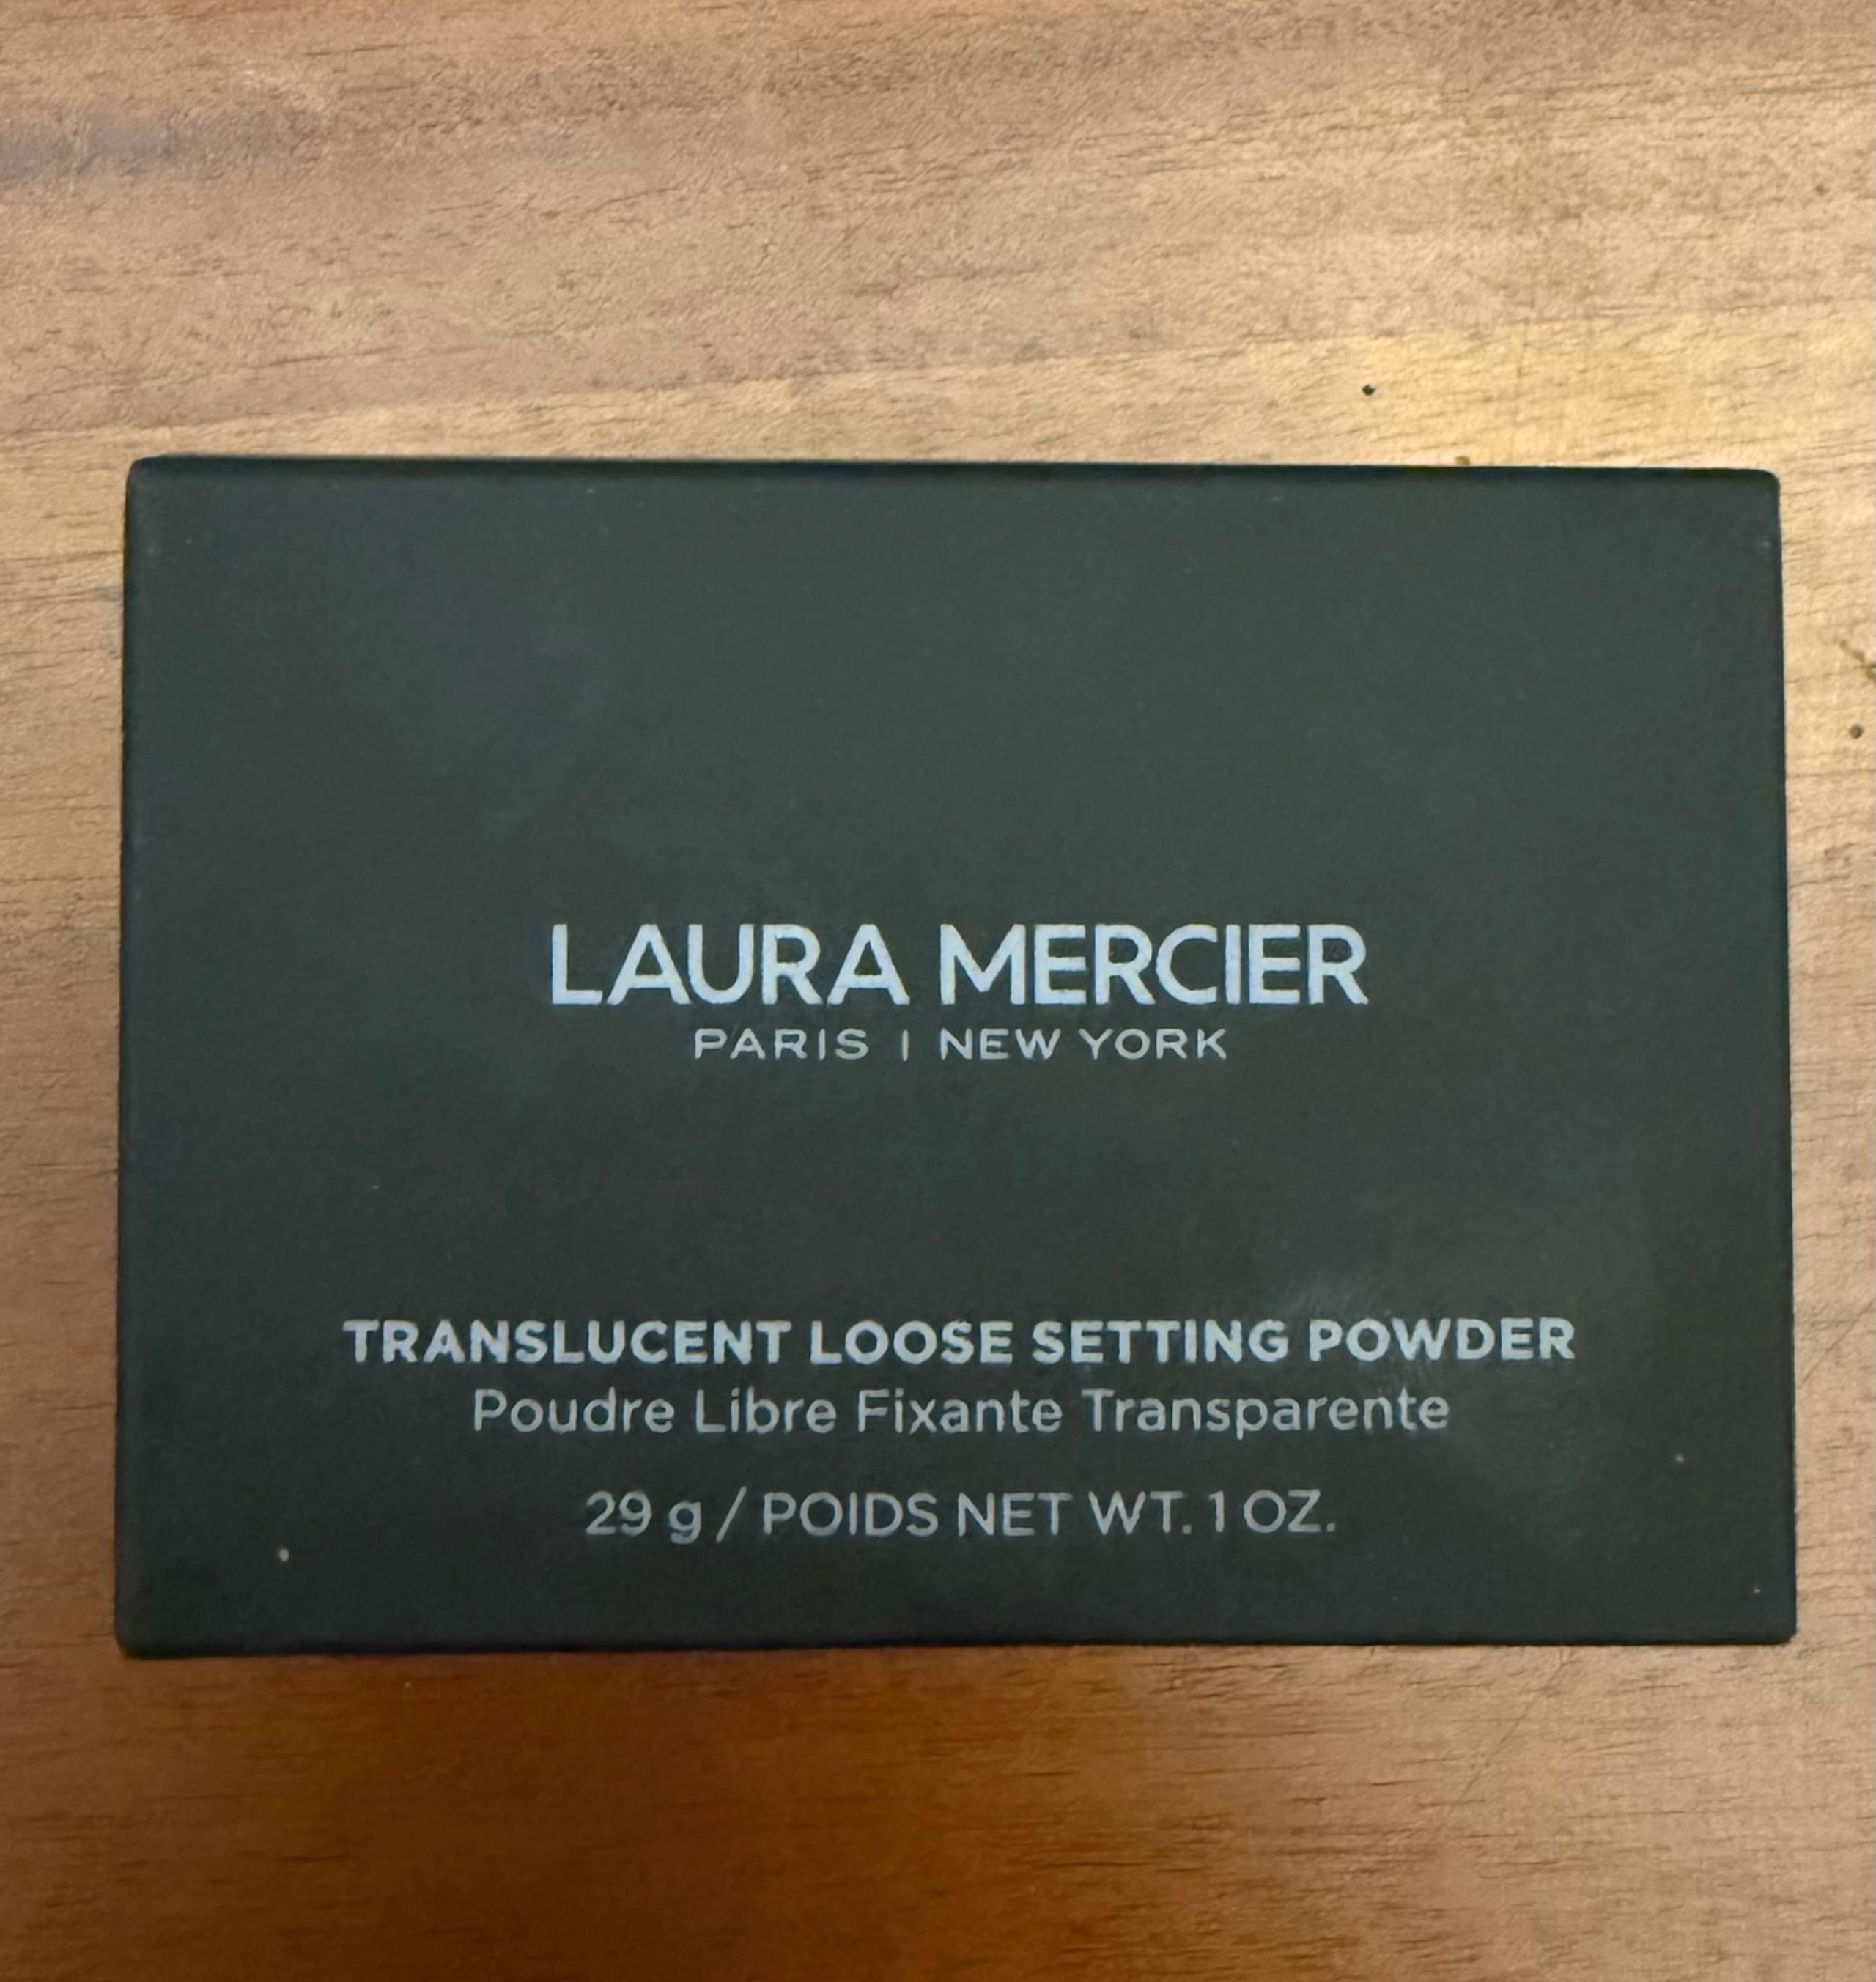 LAURA MERCIER
PARIS | NEW YORK
TRANSLUCENT LOOSE SETTING POWDER
Poudre Libre Fixante Transparente
29 g / POIDS NET WT. 1 OZ.